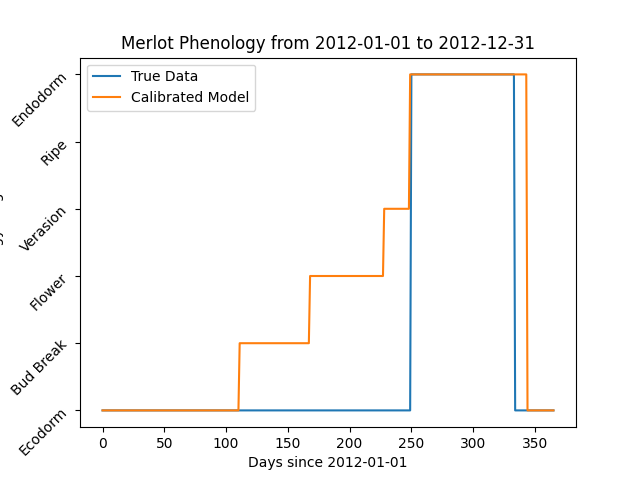 Merlot Phenology from 2012-01-01 to 2012-12-31
True Data
Calibrated Model
Endodorm
Ripe
Verasion
Flower
Bud Break
Ecodorm
0 50 100 150 200 250 300 350
Days since 2012-01-01